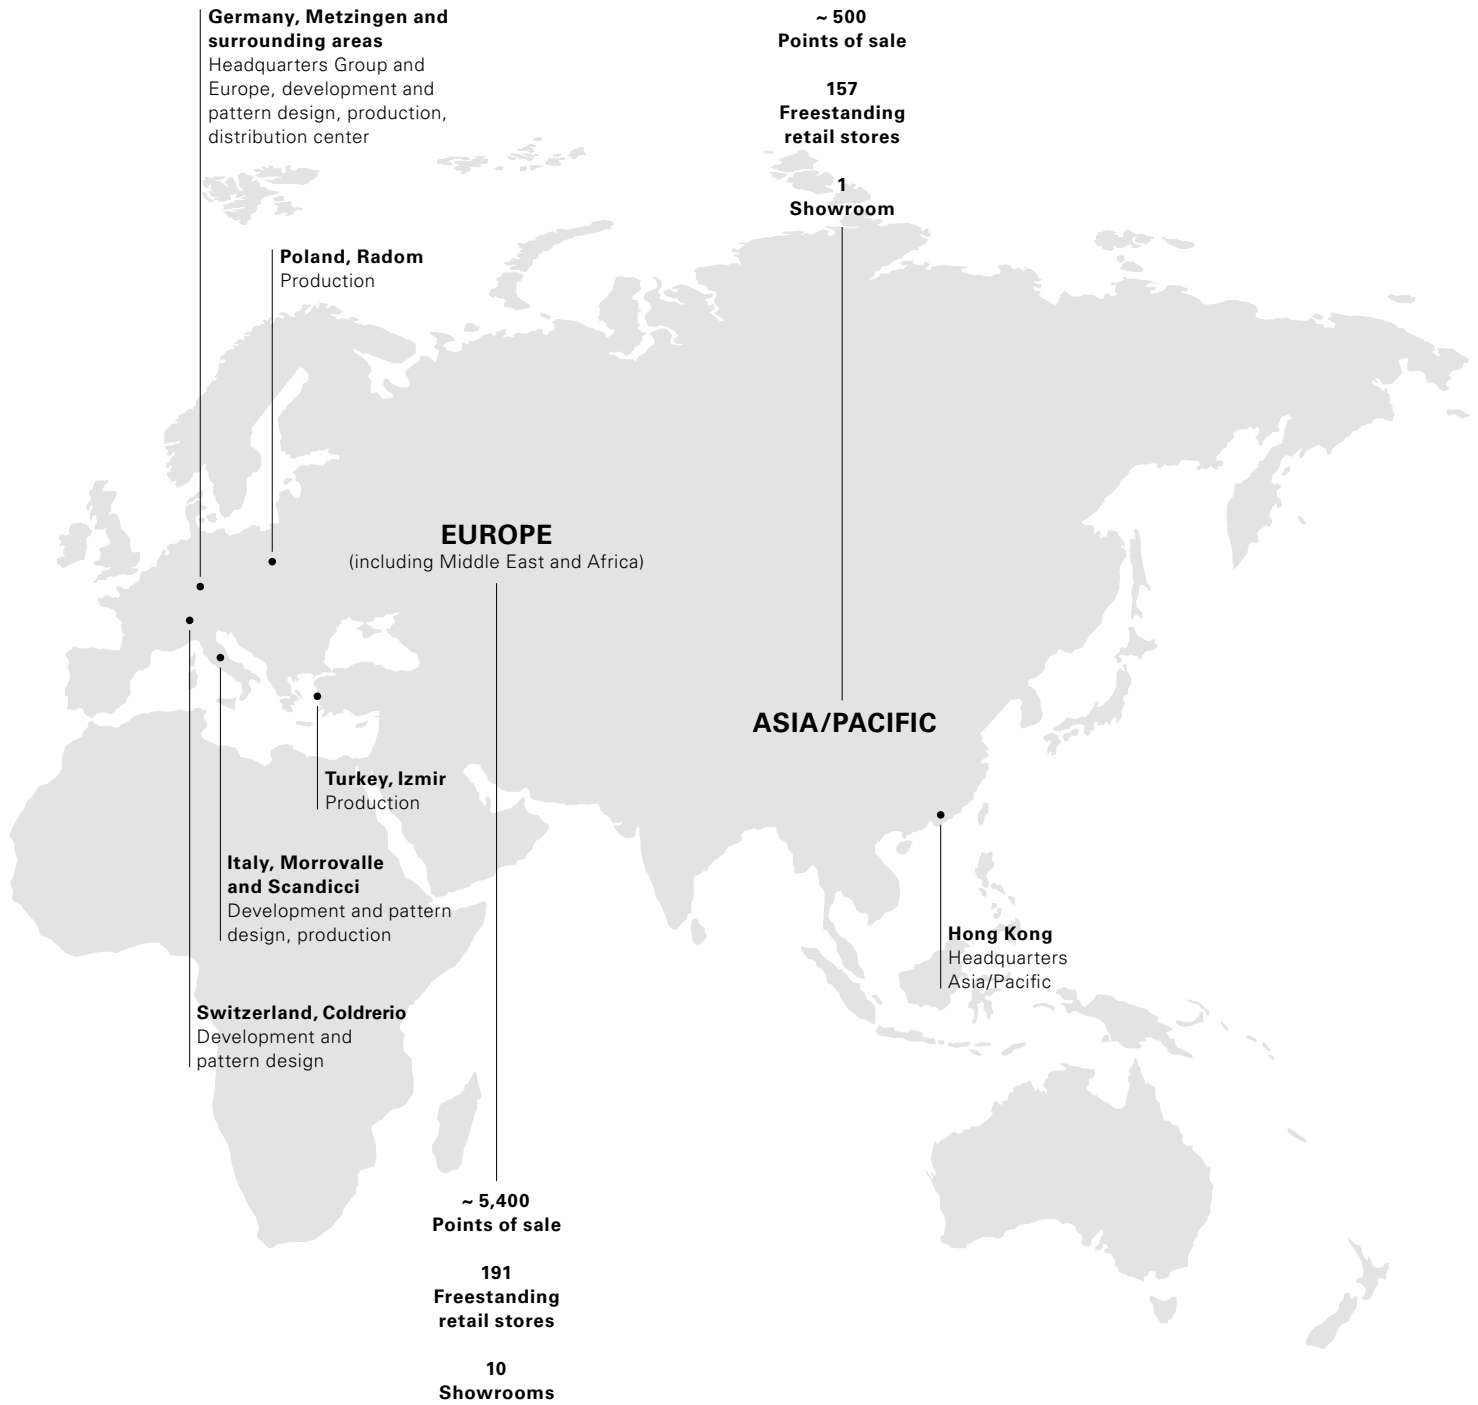 Germany, Metzingen and
surrounding areas
Headquarters Group and
Europe, development and
pattern design, production,
distribution center
~ 500
Points of sale
157
Freestanding
retail stores
1
Showroom
Poland, Radom
Production
EUROPE
(including Middle East and Africa)
ASIA/PACIFIC
Turkey, Izmir
Production
Italy, Morrovalle
and Scandicci
Development and pattern
design, production
Hong Kong
Headquarters
Asia/Pacific
Switzerland, Coldrerio
Development and
pattern design
~ 5,400
Points of sale
191
Freestanding
retail stores
10
Showrooms